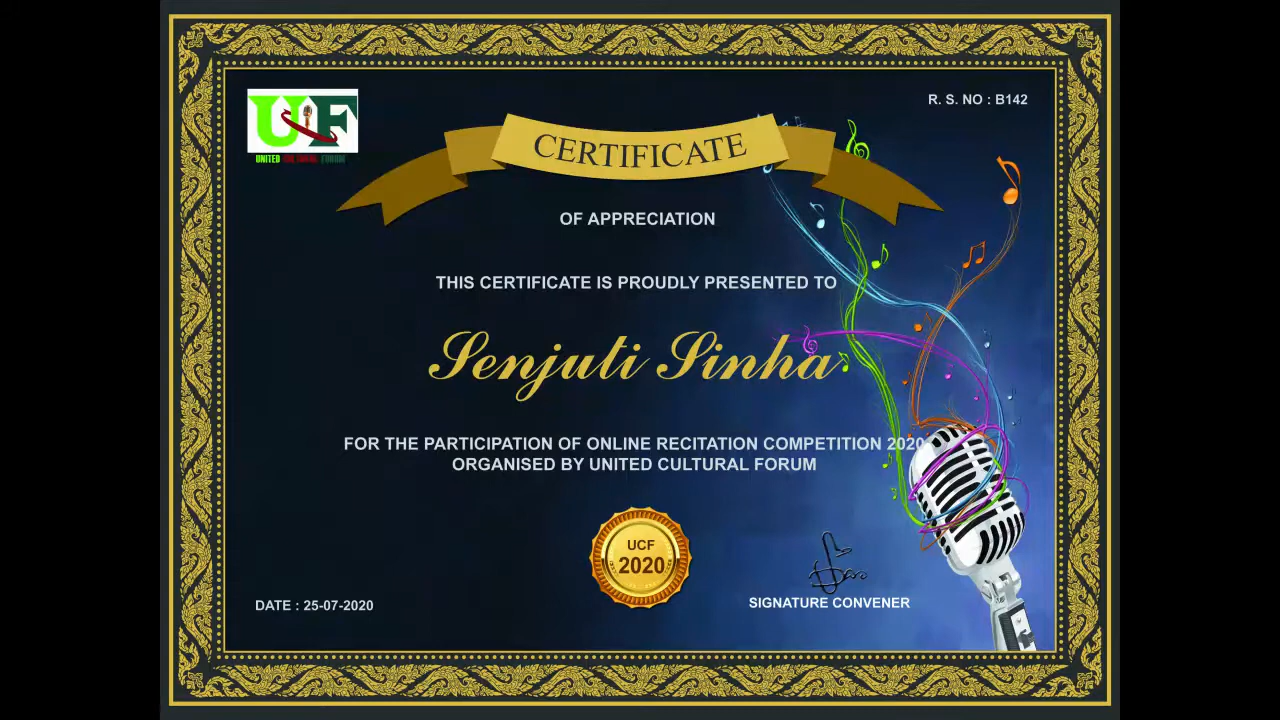 R. S. NO : B142
UNITED CULTURAL FORUM
CERTIFICATE
OF APPRECIATION
THIS CERTIFICATE IS PROUDLY PRESENTED TO
Senjuti Sinha
FOR THE PARTICIPATION OF ONLINE RECITATION COMPETITION 2020
ORGANISED BY UNITED CULTURAL FORUM
UCF
2020
DATE : 25-07-2020
SIGNATURE CONVENER